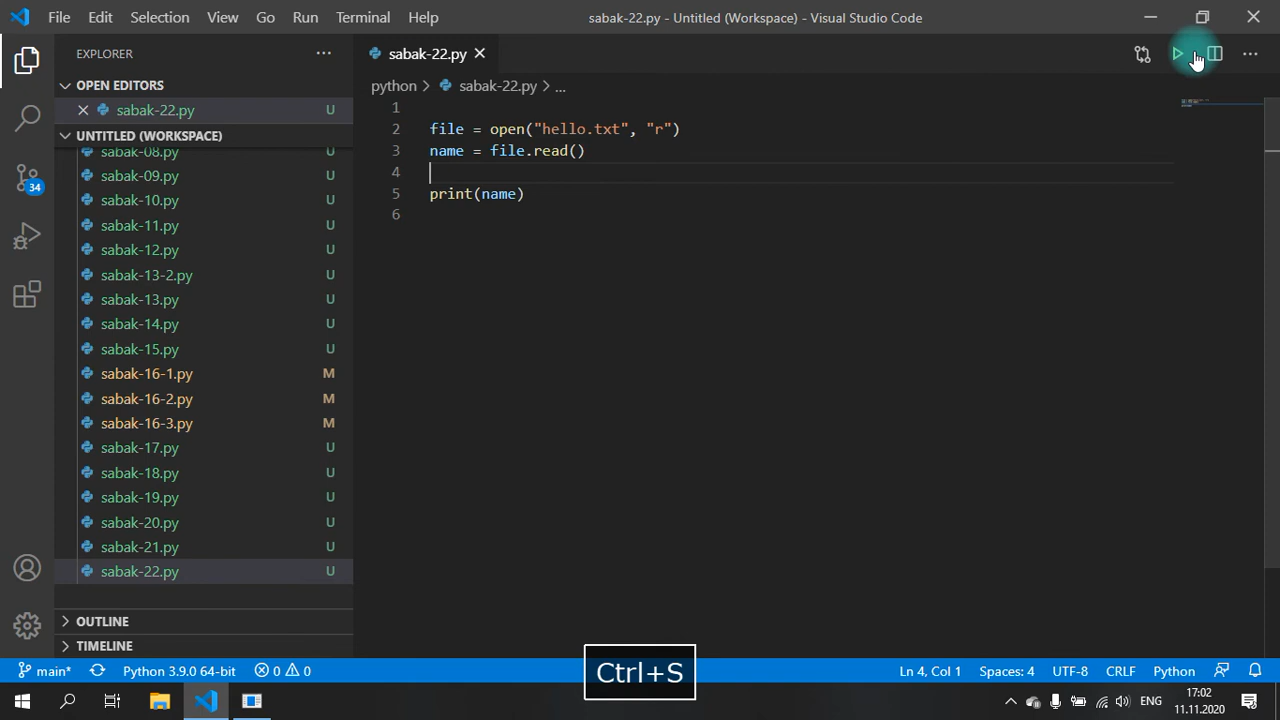 File Edit Selection View Go Run Terminal Help sabak-22.py - Untitled (Workspace) - Visual Studio Code
EXPLORER
sabak-22.py
OPEN EDITORS
sabak-22.py U
UNTITLED (WORKSPACE)
sabak-08.py U
sabak-09.py U
sabak-10.py U
sabak-11.py U
sabak-12.py U
sabak-13-2.py U
sabak-13.py U
sabak-14.py U
sabak-15.py U
sabak-16-1.py M
sabak-16-2.py M
sabak-16-3.py M
sabak-17.py U
sabak-18.py U
sabak-19.py U
sabak-20.py U
sabak-21.py U
sabak-22.py U
OUTLINE
TIMELINE
34
python > sabak-22.py > ...
1
2 file = open("hello.txt", "r")
3 name = file.read()
4
5 print(name)
6
Ctrl+S
main* Python 3.9.0 64-bit 0 0 Ln 4, Col 1 Spaces: 4 UTF-8 CRLF Python
ENG 17:02
11.11.2020